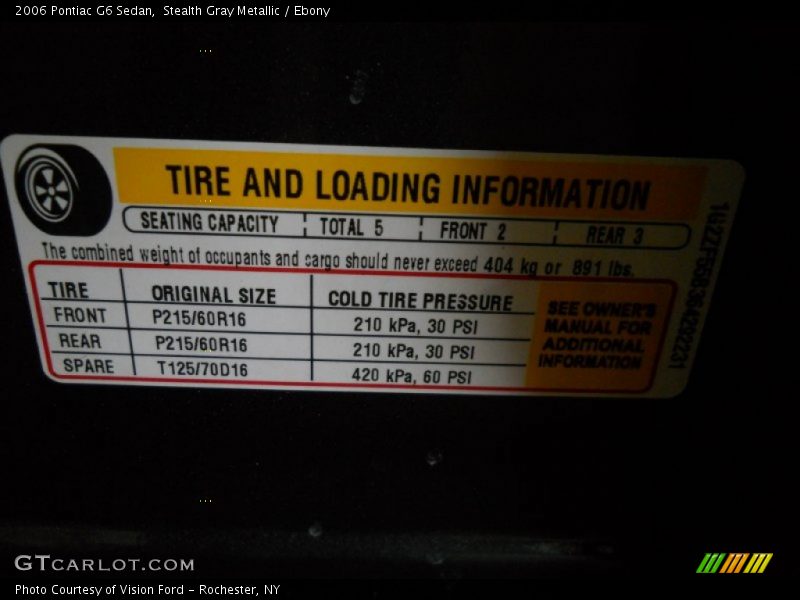 2006 Pontiac G6 Sedan,  Stealth Gray Metallic / Ebony
TIRE AND LOADING INFORMATION
SEATING CAPACITY TOTAL 5 FRONT 2 REAR 3
The combined weight of occupants and cargo should never exceed 404 kg or 891 lbs.
TIRE ORIGINAL SIZE COLD TIRE PRESSURE
FRONT P215/60R16 210 kPa, 30 PSI
REAR P215/60R16 210 kPa, 30 PSI
SPARE T125/70D16 420 kPa, 60 PSI
SEE OWNER'S
MANUAL FOR
ADDITIONAL
INFORMATION
GTCARLOT.COM
Photo Courtesy of Vision Ford – Rochester, NY